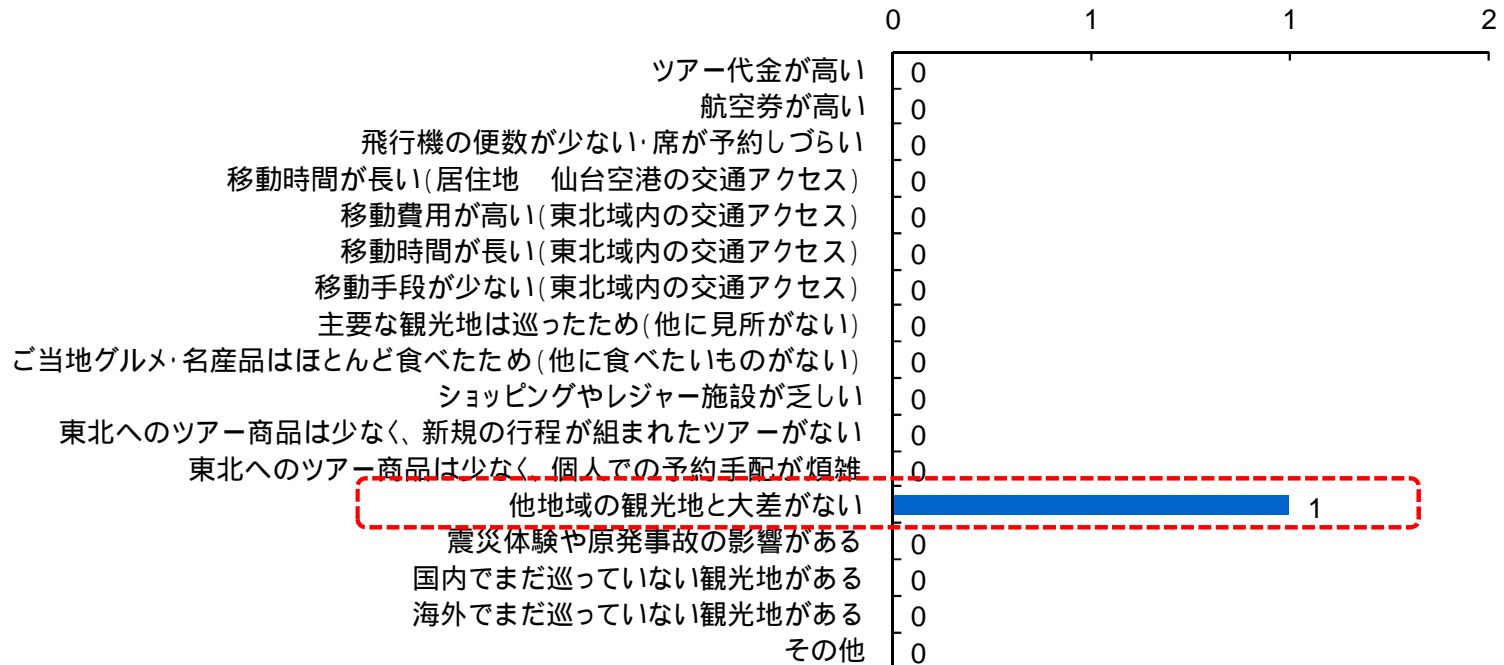 0 1 1 2
ツアー代金が高い 0
航空券が高い 0
飛行機の便数が少ない・席が予約しづらい 0
移動時間が長い(居住地　仙台空港の交通アクセス) 0
移動費用が高い(東北域内の交通アクセス) 0
移動時間が長い(東北域内の交通アクセス) 0
移動手段が少ない(東北域内の交通アクセス) 0
主要な観光地は巡ったため(他に見所がない) 0
ご当地グルメ・名産品はほとんど食べたため(他に食べたいものがない) 0
ショッピングやレジャー施設が乏しい 0
東北へのツアー商品は少なく、新規の行程が組まれたツアーがない 0
東北へのツアー商品は少なく、個人での予約手配が煩雑 0
他地域の観光地と大差がない 1
震災体験や原発事故の影響がある 0
国内でまだ巡っていない観光地がある 0
海外でまだ巡っていない観光地がある 0
その他 0